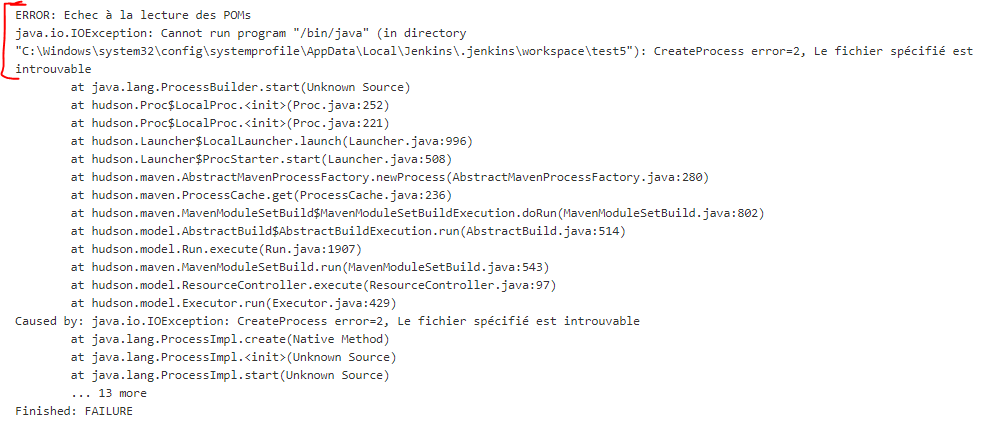 ERROR: Echec à la lecture des POMs
java.io.IOException: Cannot run program "/bin/java" (in directory
"C:\Windows\system32\config\systemprofile\AppData\Local\Jenkins\.jenkins\workspace\test5"): CreateProcess error=2, Le fichier spécifié est
introuvable
	at java.lang.ProcessBuilder.start(Unknown Source)
	at hudson.Proc$LocalProc.<init>(Proc.java:252)
	at hudson.Proc$LocalProc.<init>(Proc.java:221)
	at hudson.Launcher$LocalLauncher.launch(Launcher.java:996)
	at hudson.Launcher$ProcStarter.start(Launcher.java:508)
	at hudson.maven.AbstractMavenProcessFactory.newProcess(AbstractMavenProcessFactory.java:280)
	at hudson.maven.ProcessCache.get(ProcessCache.java:236)
	at hudson.maven.MavenModuleSetBuild$MavenModuleSetBuildExecution.doRun(MavenModuleSetBuild.java:802)
	at hudson.model.AbstractBuild$AbstractBuildExecution.run(AbstractBuild.java:514)
	at hudson.model.Run.execute(Run.java:1907)
	at hudson.maven.MavenModuleSetBuild.run(MavenModuleSetBuild.java:543)
	at hudson.model.ResourceController.execute(ResourceController.java:97)
	at hudson.model.Executor.run(Executor.java:429)
Caused by: java.io.IOException: CreateProcess error=2, Le fichier spécifié est introuvable
	at java.lang.ProcessImpl.create(Native Method)
	at java.lang.ProcessImpl.<init>(Unknown Source)
	at java.lang.ProcessImpl.start(Unknown Source)
	... 13 more
Finished: FAILURE